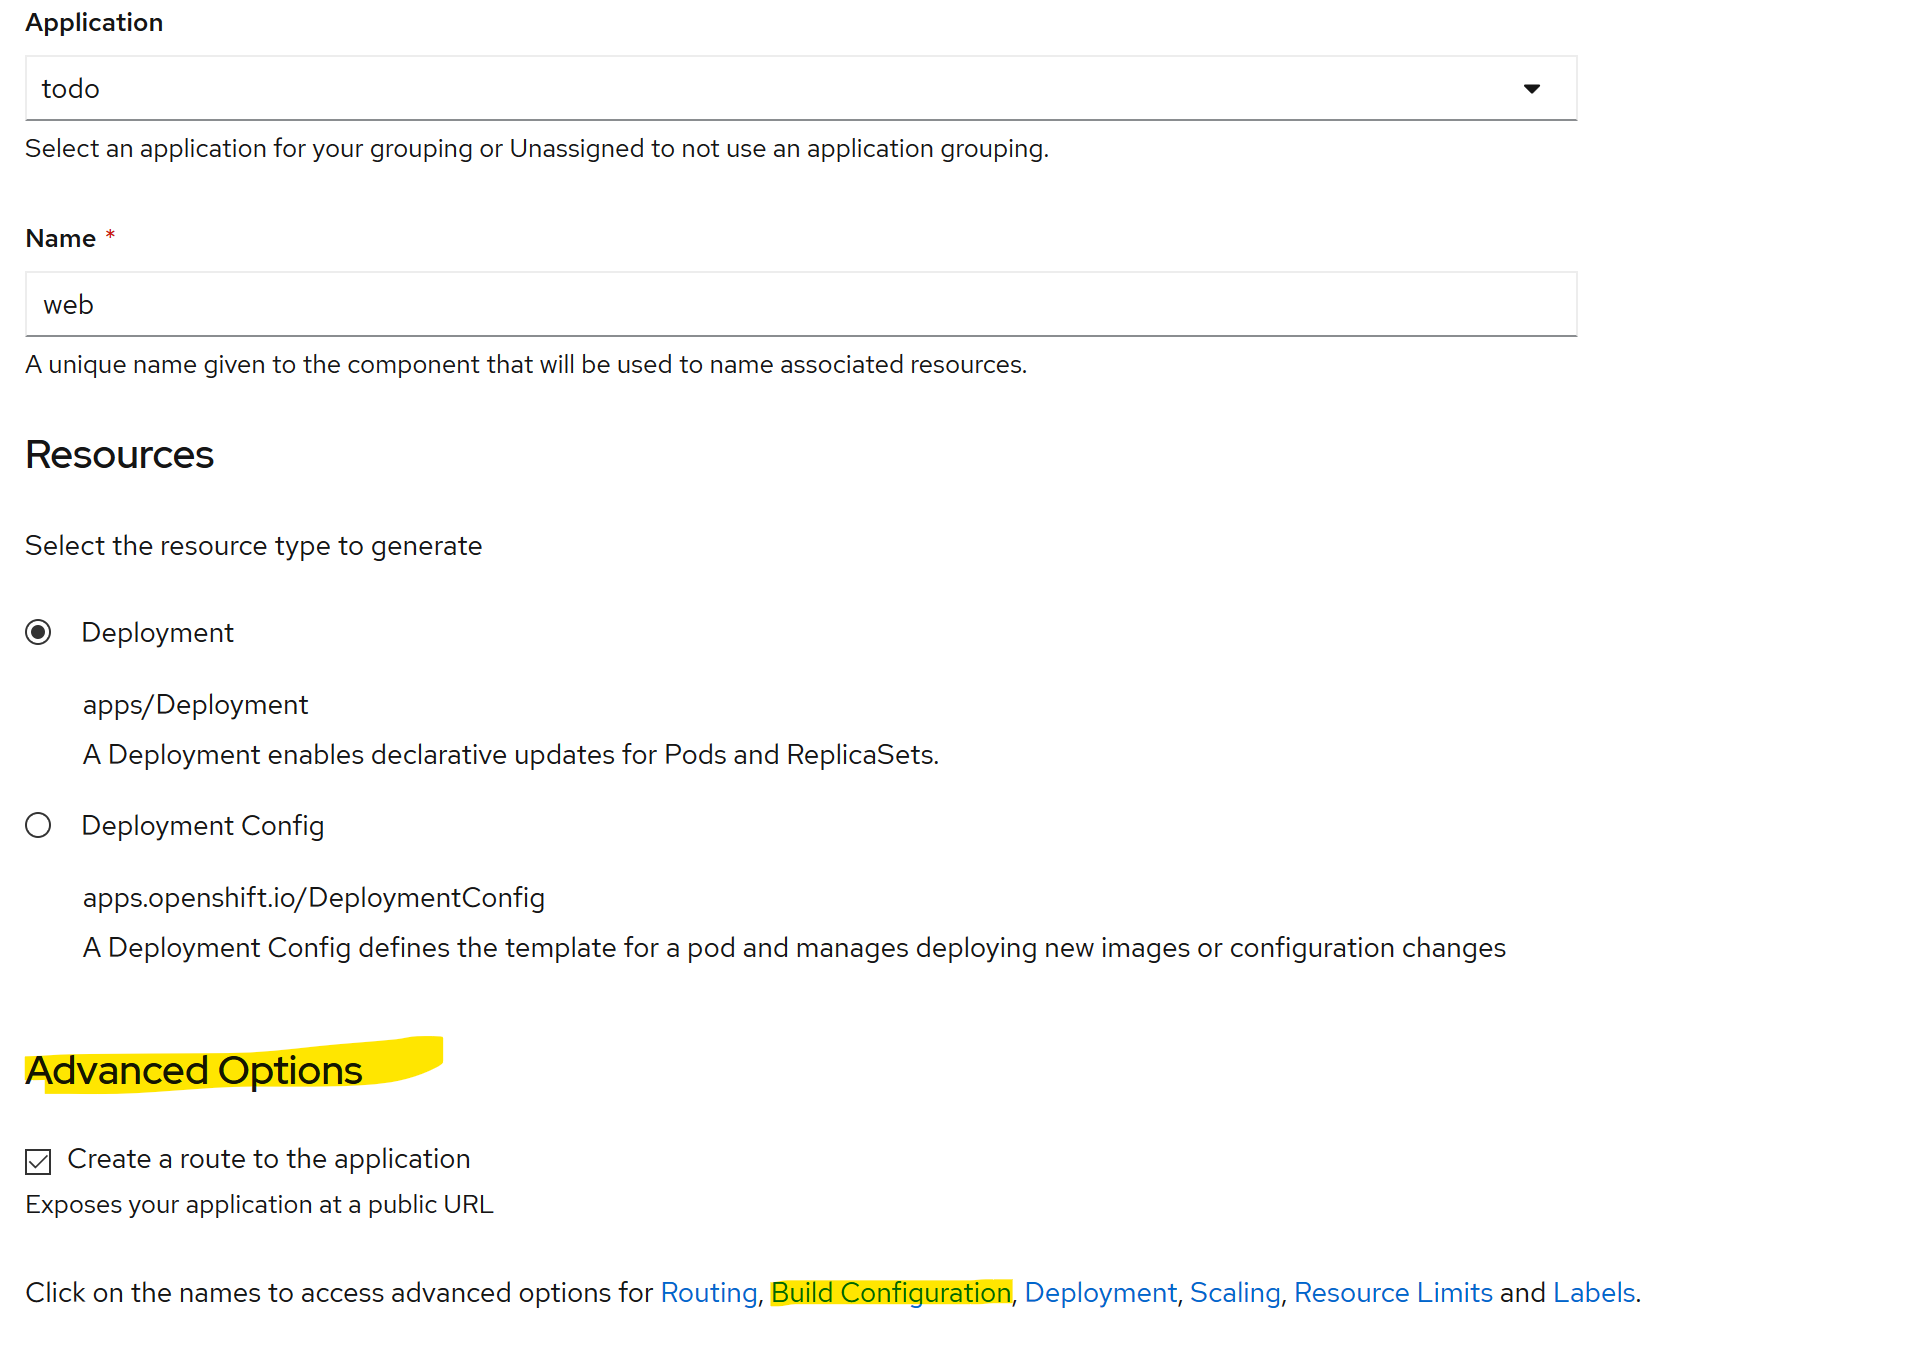 Application
todo
Select an application for your grouping or Unassigned to not use an application grouping.
Name *
web
A unique name given to the component that will be used to name associated resources.
Resources
Select the resource type to generate
Deployment
apps/Deployment
A Deployment enables declarative updates for Pods and ReplicaSets.
Deployment Config
apps.openshift.io/DeploymentConfig
A Deployment Config defines the template for a pod and manages deploying new images or configuration changes
Advanced Options
Create a route to the application
Exposes your application at a public URL
Click on the names to access advanced options for Routing, Build Configuration, Deployment, Scaling, Resource Limits and Labels.